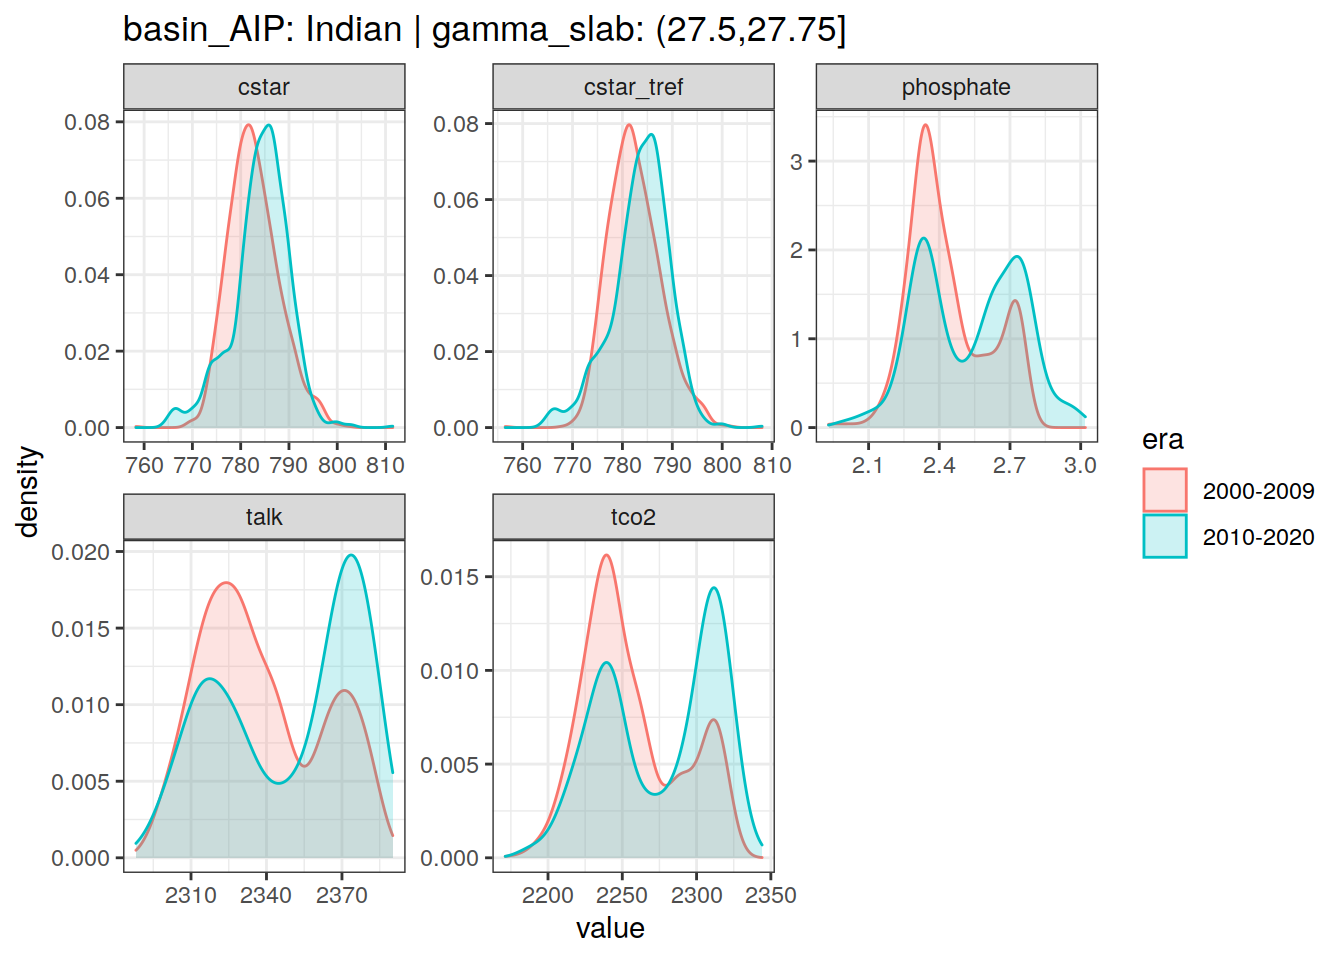 basin_AIP: Indian | gamma_slab: (27.5,27.75]
cstar
cstar_tref
phosphate
0.08
0.06
0.04
0.02
0.00
760 770 780 790 800 810
0.08
0.06
0.04
0.02
0.00
760 770 780 790 800 810
3
2
1
0
2.1 2.4 2.7 3.0
density
talk
tco2
0.020
0.015
0.010
0.005
0.000
2310 2340 2370
0.015
0.010
0.005
0.000
2200 2250 2300 2350
value
era
2000-2009
2010-2020